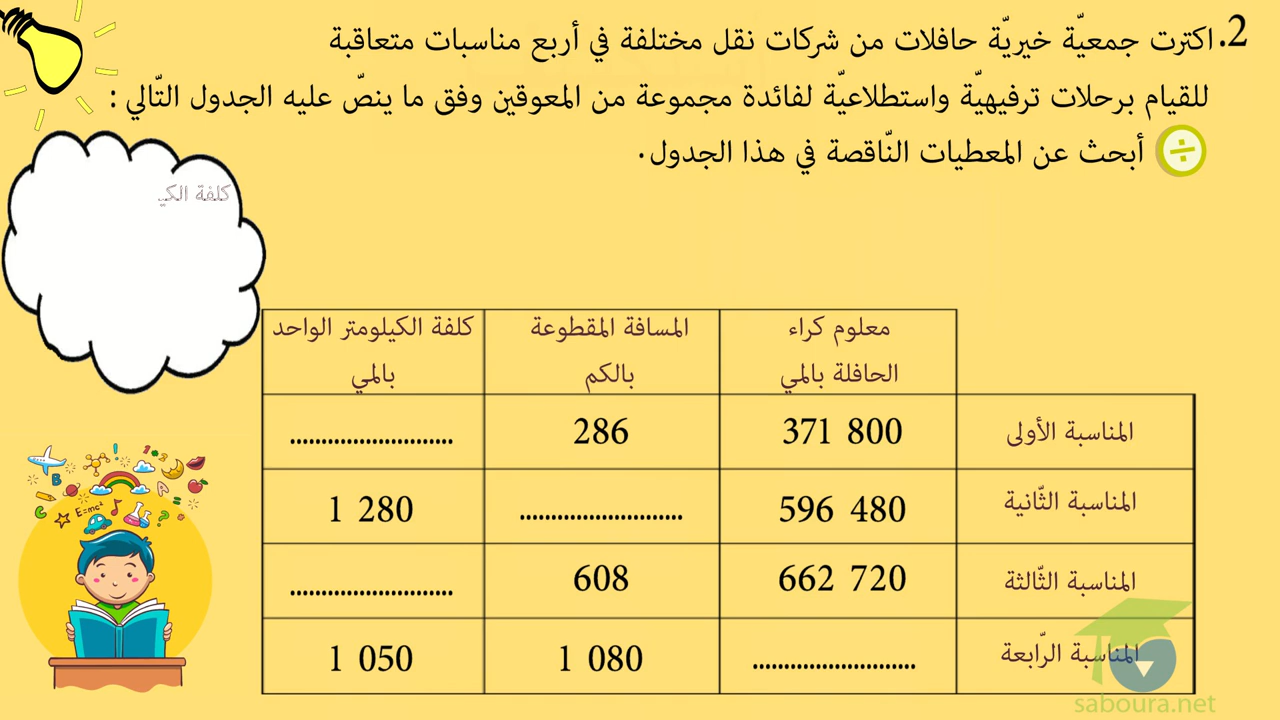 2. اكترت جمعيّة خيريّة حافلات من شركات نقل مختلفة في أربع مناسبات متعاقبة
للقيام برحلات ترفيهيّة واستطلاعيّة لفائدة مجموعة من المعوقين وفق ما ينصّ عليه الجدول التّالي :
÷ أبحث عن المعطيات النّاقصة في هذا الجدول.
كلفة الكي
معلوم كراء الحافلة بالمي المسافة المقطوعة بالكم كلفة الكيلومتر الواحد بالمي
المناسبة الأولى 371 800 286 ..........................
المناسبة الثّانية 596 480 .......................... 1 280
المناسبة الثّالثة 662 720 608 ..........................
المناسبة الرّابعة .......................... 1 080 1 050
E=mc²
saboura.net